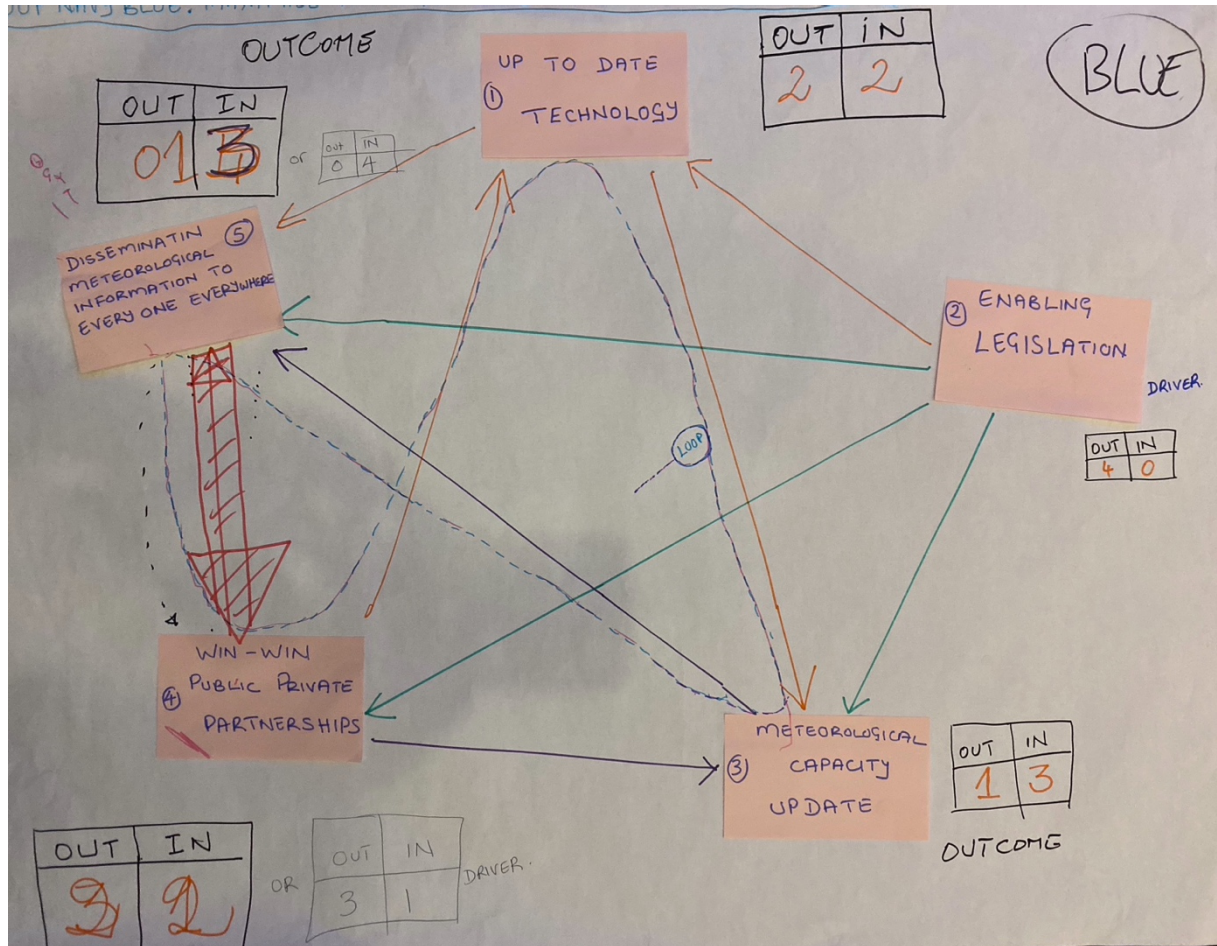 OUTCOME
OUT IN
01 3
or
OUT IN
0 4
UP TO DATE
① TECHNOLOGY
OUT IN
2 2
BLUE
DISSEMINATIN ⑤
METEOROLOGICAL
INFORMATION TO
EVERY ONE EVERYWHERE
② ENABLING
LEGISLATION
DRIVER.
OUT IN
4 0
LOOP
WIN-WIN
④ PUBLIC PRIVATE
PARTNERSHIPS
METEOROLOGICAL
③ CAPACITY
UPDATE
OUT IN
1 3
OUTCOME
OUT IN
2 2
OR
OUT IN
3 1
DRIVER.